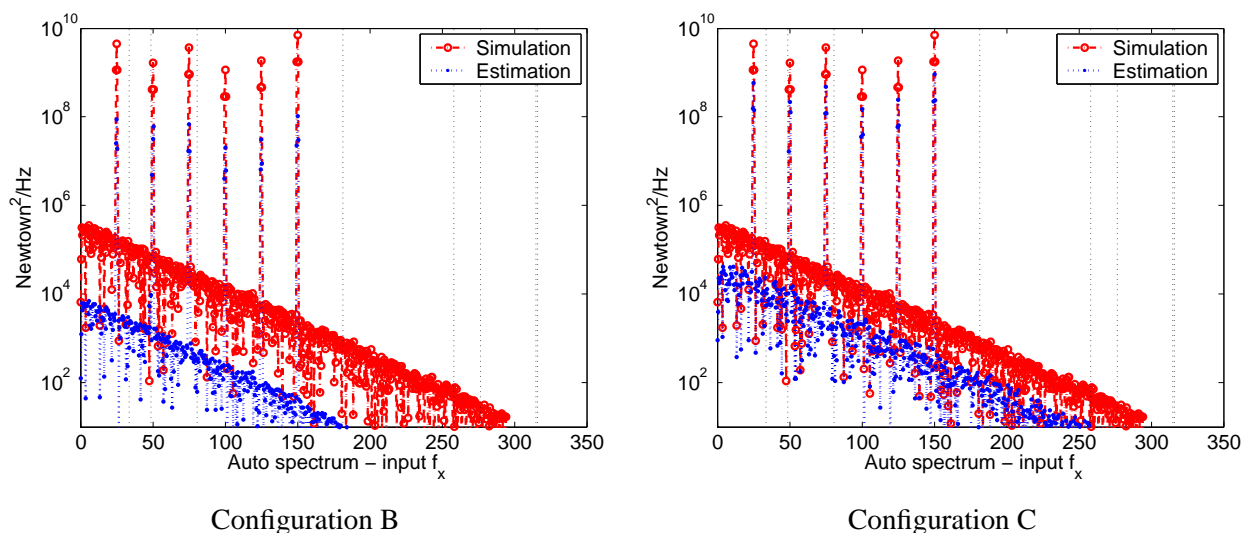 10^10
10^8
10^6
10^4
10^2
Newtown^2/Hz
Simulation
Estimation
0 50 100 150 200 250 300 350
Auto spectrum − input f_x
Configuration B
10^10
10^8
10^6
10^4
10^2
Newtown^2/Hz
Simulation
Estimation
0 50 100 150 200 250 300 350
Auto spectrum − input f_x
Configuration C